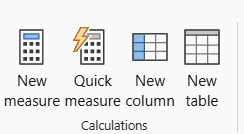 New measure
Quick measure
New column
New table
Calculations